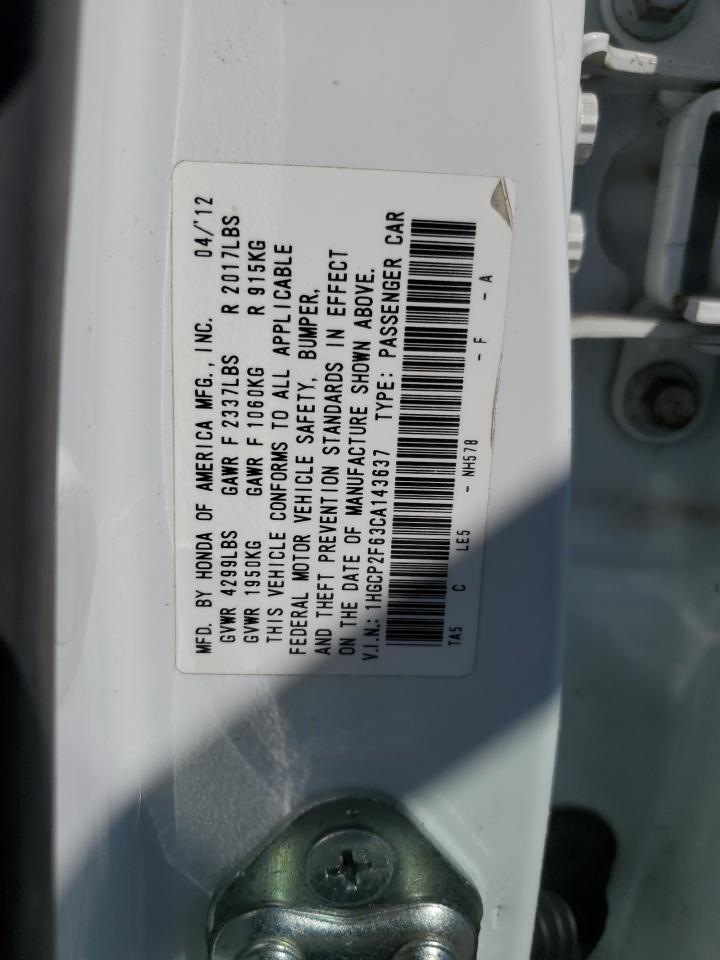 MFD. BY HONDA OF AMERICA MFG., INC. 04/'12
GVWR 4299LBS GAWR F 2337LBS R 2017LBS
GVWR 1950KG GAWR F 1060KG R 915KG
THIS VEHICLE CONFORMS TO ALL APPLICABLE
FEDERAL MOTOR VEHICLE SAFETY, BUMPER,
AND THEFT PREVENTION STANDARDS IN EFFECT
ON THE DATE OF MANUFACTURE SHOWN ABOVE.
V.I.N.: 1HGCP2F63CA143637 TYPE: PASSENGER CAR
TA5 C LE5 - NH578 - F - A